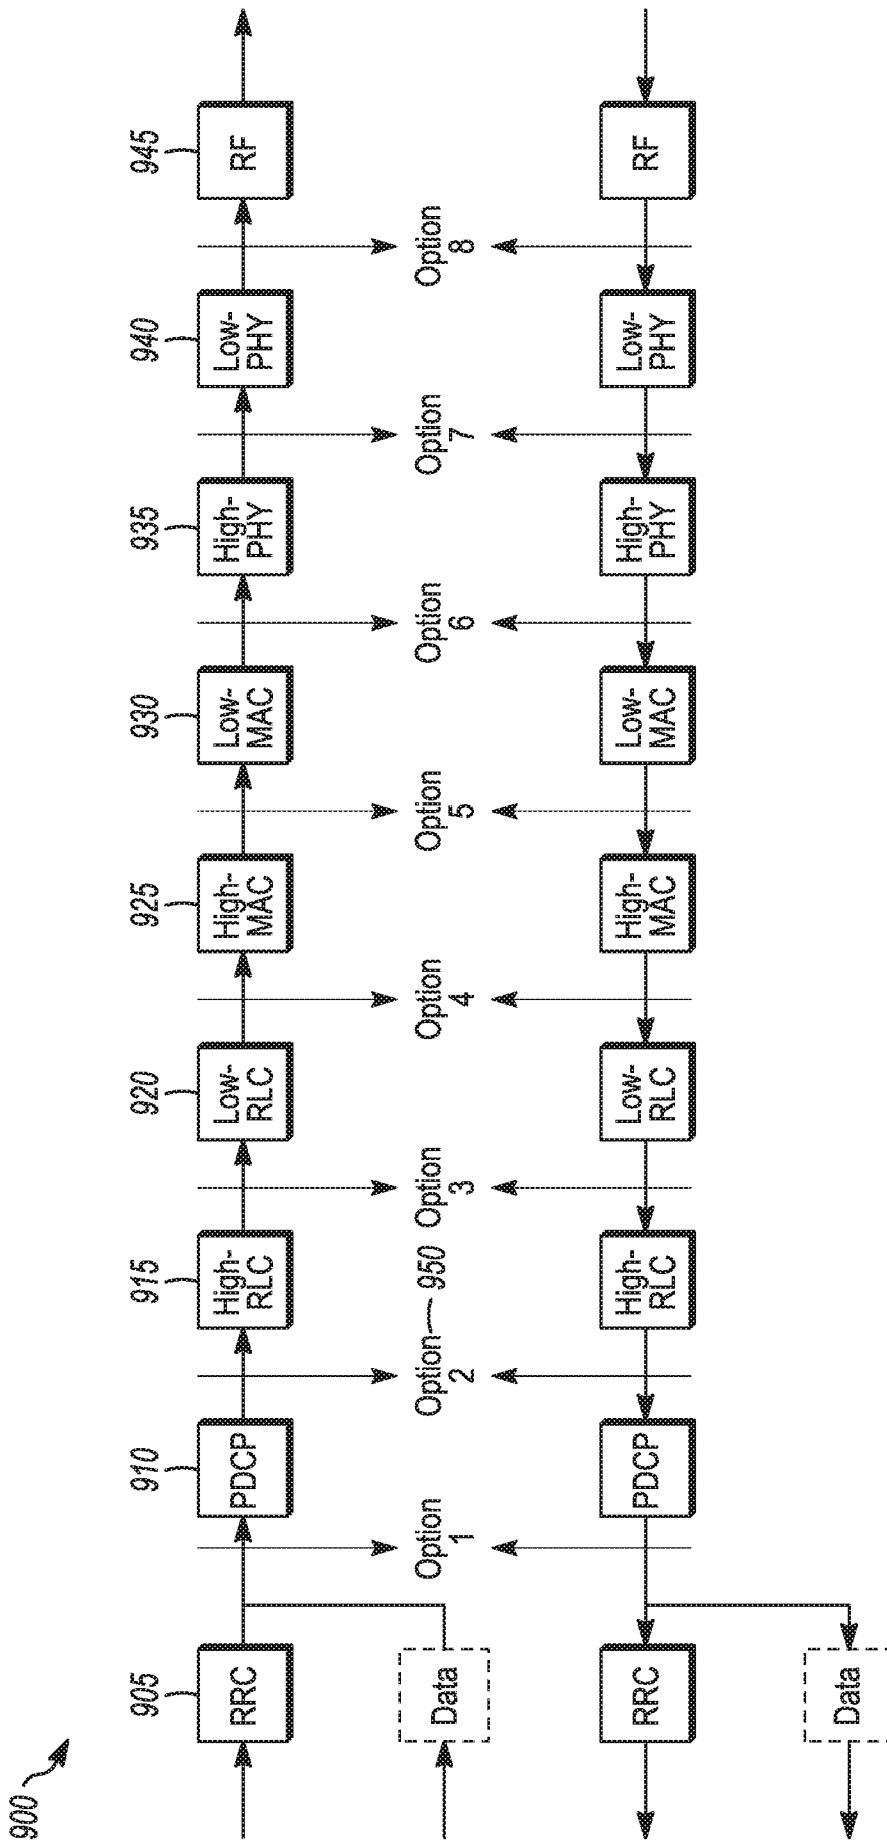 900
905
910
915
920
925
930
935
940
945
RRC
PDCP
High-
RLC
Low-
RLC
High-
MAC
Low-
MAC
High-
PHY
Low-
PHY
RF
Data
Option
1
Option
2
950
Option
3
Option
4
Option
5
Option
6
Option
7
Option
8
RRC
PDCP
High-
RLC
Low-
RLC
High-
MAC
Low-
MAC
High-
PHY
Low-
PHY
RF
Data